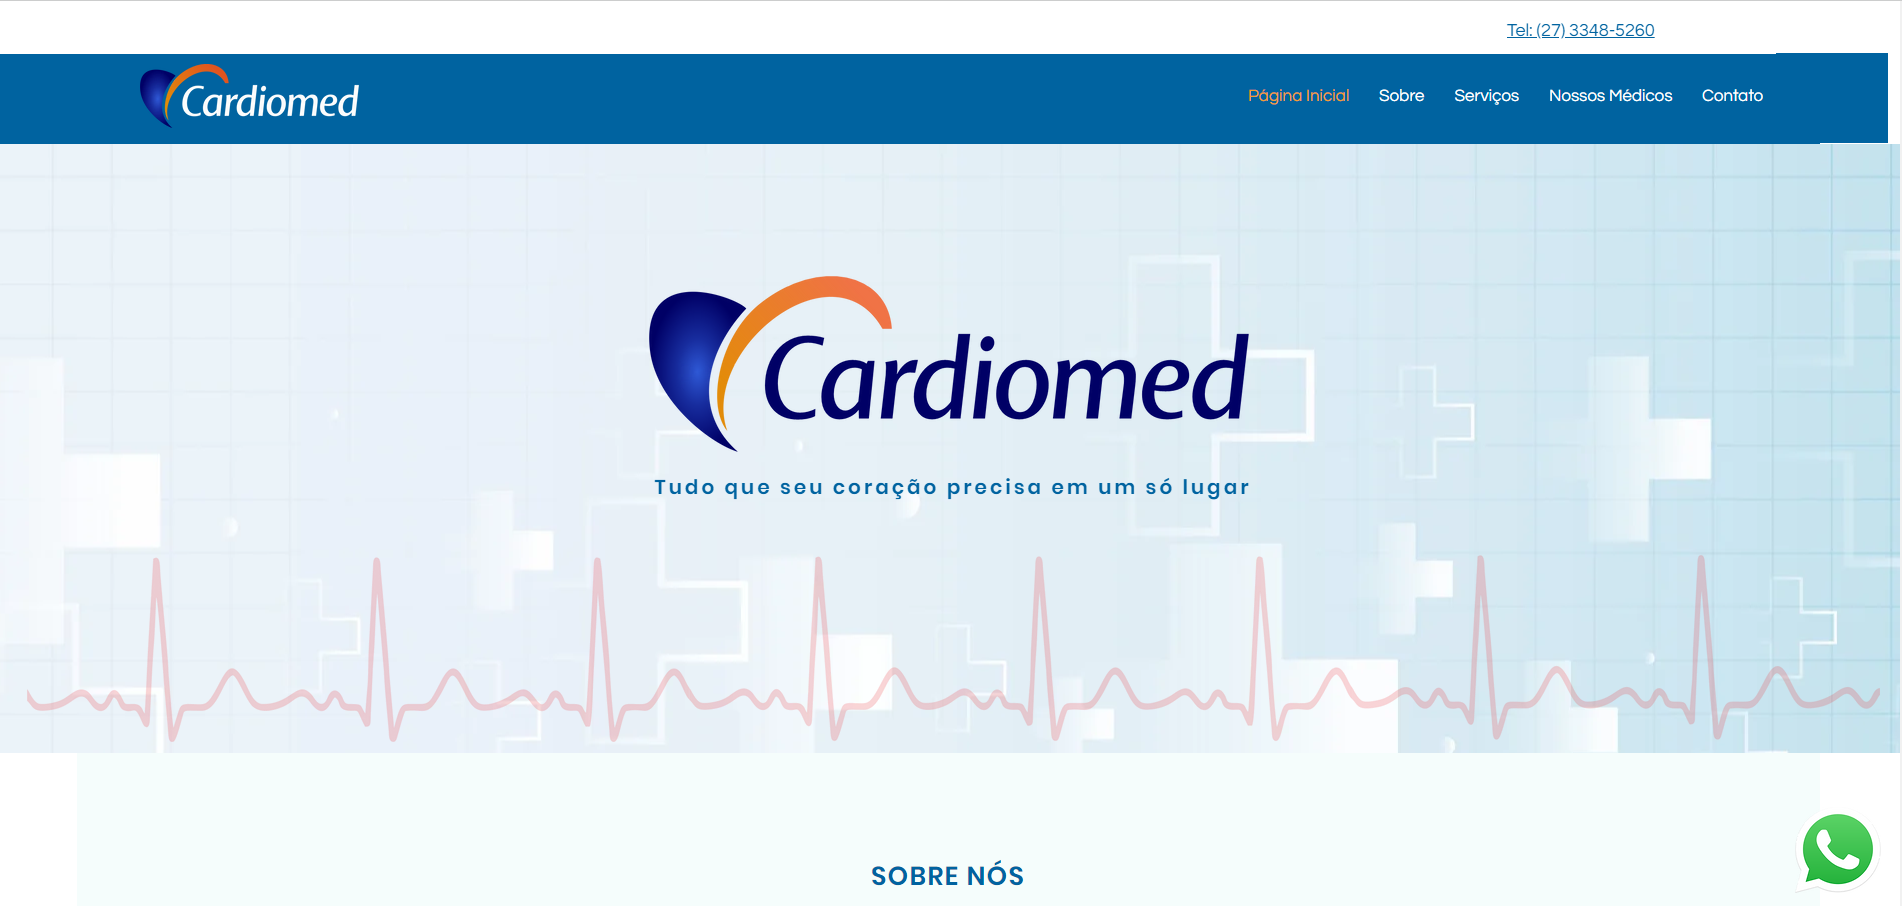 Tel: (27) 3348-5260
Cardiomed
Página Inicial Sobre Serviços Nossos Médicos Contato
Cardiomed
Tudo que seu coração precisa em um só lugar
SOBRE NÓS